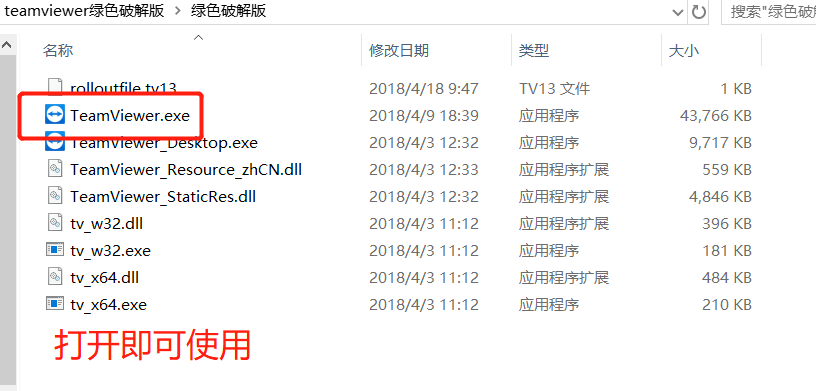 teamviewer绿色破解版 › 绿色破解版 搜索"绿色破
名称 修改日期 类型 大小
rolloutfile.tv13 2018/4/18 9:47 TV13 文件 1 KB
TeamViewer.exe 2018/4/9 18:39 应用程序 43,766 KB
TeamViewer_Desktop.exe 2018/4/3 12:32 应用程序 9,717 KB
TeamViewer_Resource_zhCN.dll 2018/4/3 12:33 应用程序扩展 559 KB
TeamViewer_StaticRes.dll 2018/4/3 12:32 应用程序扩展 4,846 KB
tv_w32.dll 2018/4/3 11:12 应用程序扩展 396 KB
tv_w32.exe 2018/4/3 11:12 应用程序 181 KB
tv_x64.dll 2018/4/3 11:12 应用程序扩展 484 KB
tv_x64.exe 2018/4/3 11:12 应用程序 210 KB
打开即可使用